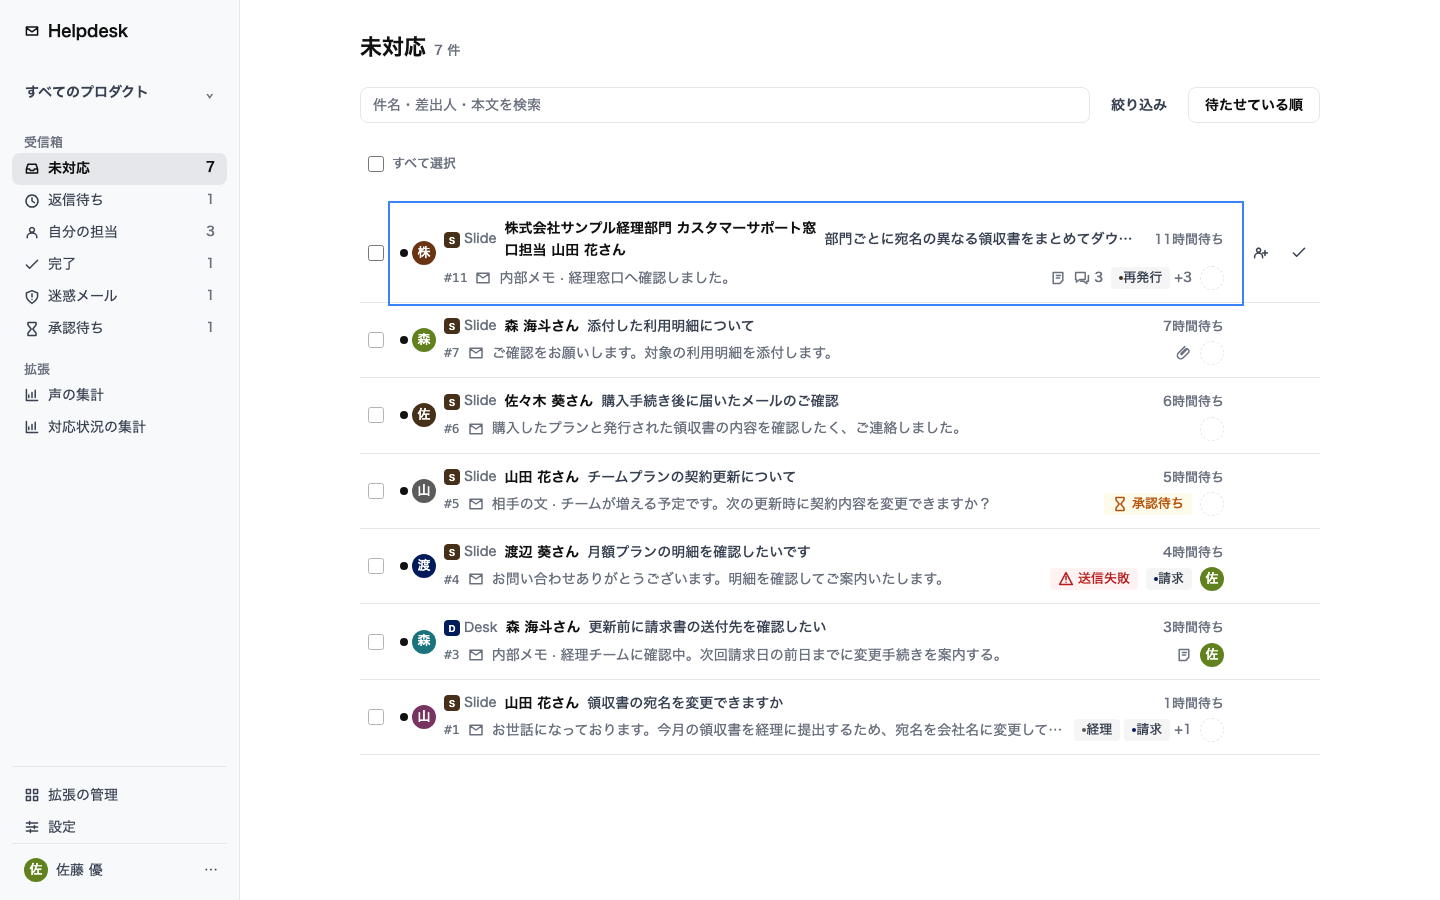 Helpdesk
すべてのプロダクト
受信箱
未対応 7
返信待ち 1
自分の担当 3
完了 1
迷惑メール 1
承認待ち 1
拡張
声の集計
対応状況の集計
拡張の管理
設定
佐 佐藤 優 …
未対応 7 件
件名・差出人・本文を検索 絞り込み 待たせている順
すべて選択
株 S Slide 株式会社サンプル経理部門 カスタマーサポート窓
口担当 山田 花さん 部門ごとに宛名の異なる領収書をまとめてダウ… 11時間待ち
#11 内部メモ · 経理窓口へ確認しました。 3 •再発行 +3
森 S Slide 森 海斗さん 添付した利用明細について 7時間待ち
#7 ご確認をお願いします。対象の利用明細を添付します。
佐 S Slide 佐々木 葵さん 購入手続き後に届いたメールのご確認 6時間待ち
#6 購入したプランと発行された領収書の内容を確認したく、ご連絡しました。
山 S Slide 山田 花さん チームプランの契約更新について 5時間待ち
#5 相手の文 · チームが増える予定です。次の更新時に契約内容を変更できますか？ 承認待ち
渡 S Slide 渡辺 葵さん 月額プランの明細を確認したいです 4時間待ち
#4 お問い合わせありがとうございます。明細を確認してご案内いたします。 送信失敗 •請求 佐
森 D Desk 森 海斗さん 更新前に請求書の送付先を確認したい 3時間待ち
#3 内部メモ · 経理チームに確認中。次回請求日の前日までに変更手続きを案内する。 佐
山 S Slide 山田 花さん 領収書の宛名を変更できますか 1時間待ち
#1 お世話になっております。今月の領収書を経理に提出するため、宛名を会社名に変更して… •経理 •請求 +1